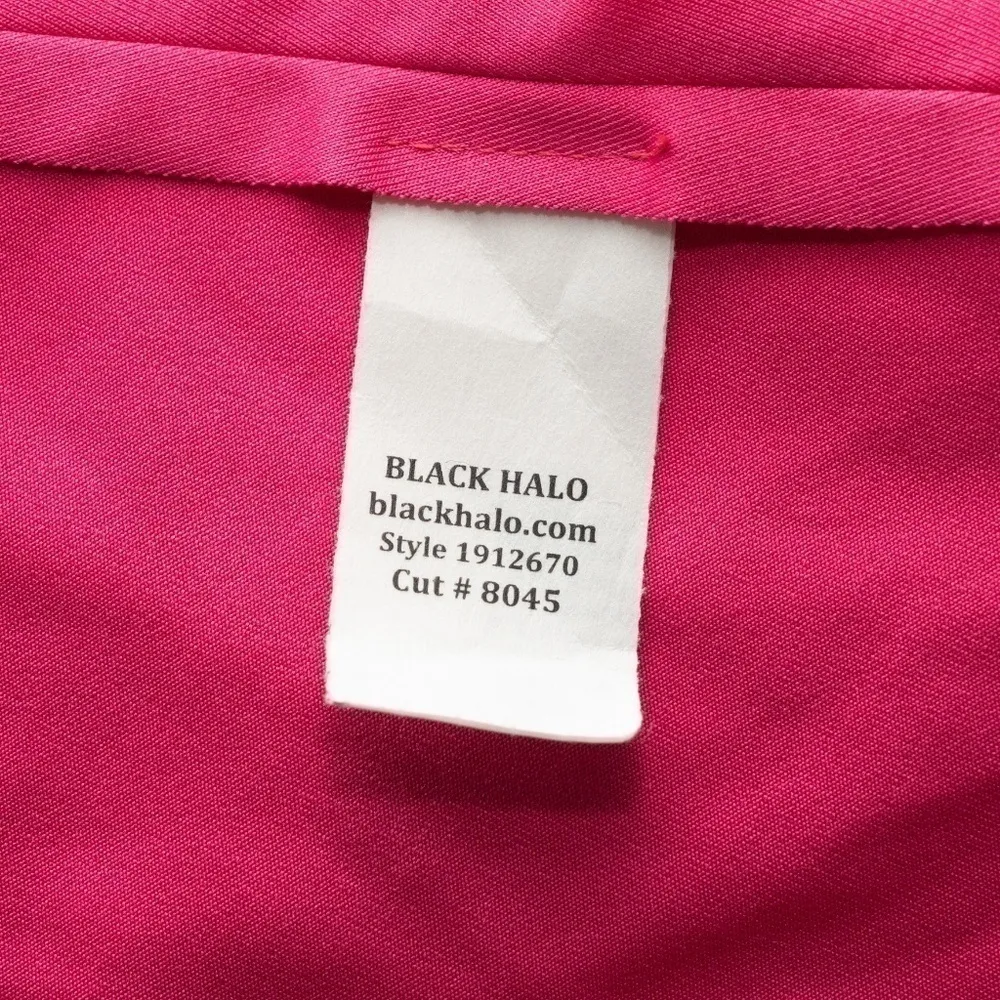 BLACK HALO
blackhalo.com
Style 1912670
Cut # 8045